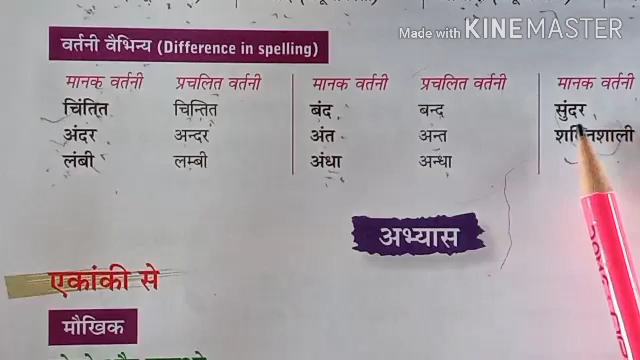 Made with KINEMASTER
वर्तनी वैभिन्य (Difference in spelling)
मानक वर्तनी प्रचलित वर्तनी मानक वर्तनी प्रचलित वर्तनी मानक वर्तनी
चिंतित चिन्तित बंद बन्द सुंदर
अंदर अन्दर अंत अन्त
लंबी लम्बी अंधा अन्धा
अभ्यास
एकांकी से
मौखिक